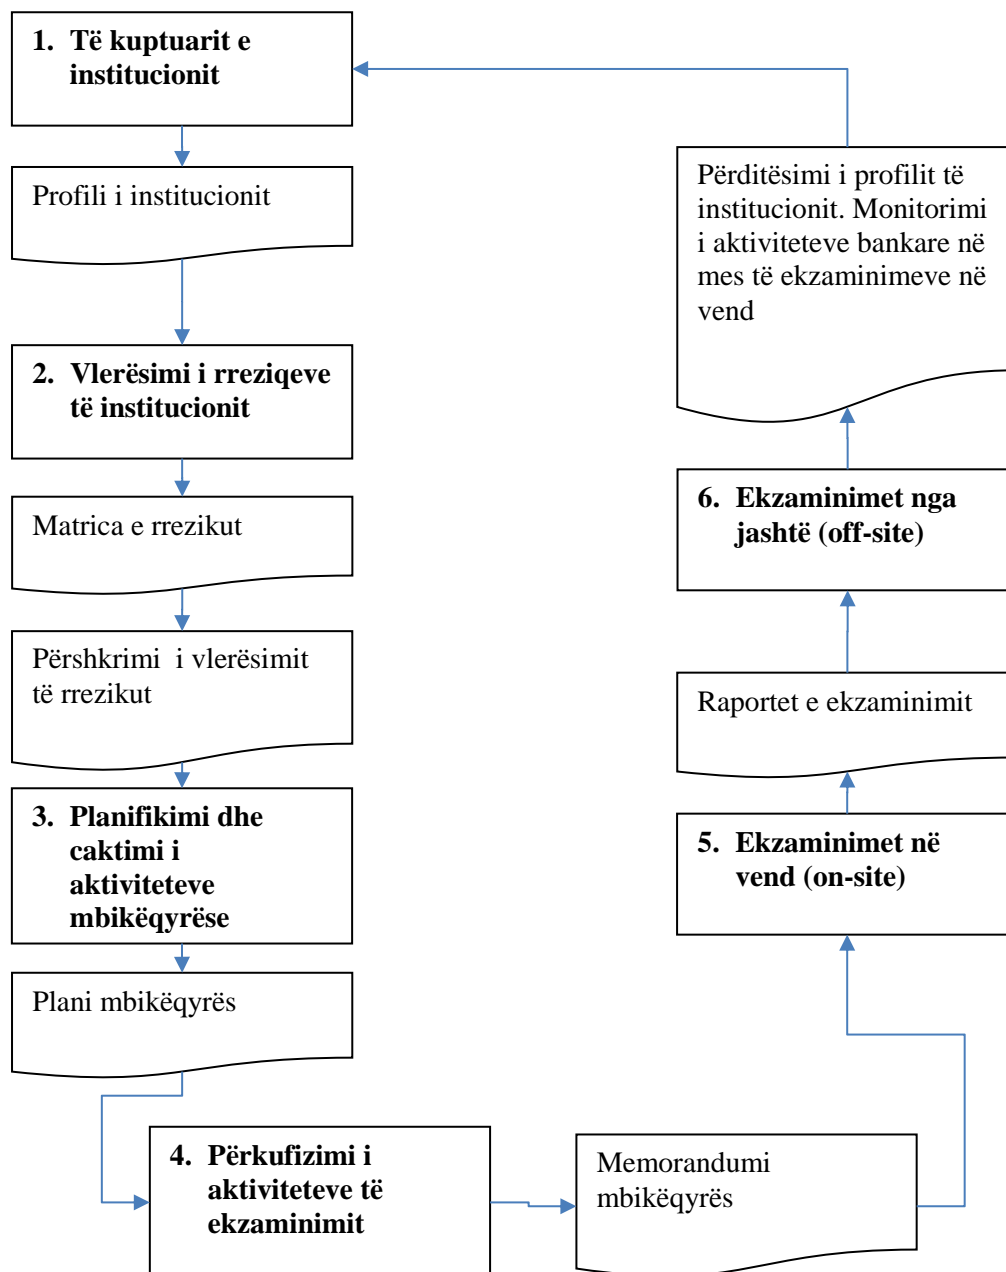 1. Të kuptuarit e
institucionit
Profili i institucionit
2. Vlerësimi i rreziqeve
të institucionit
Matrica e rrezikut
Përshkrimi i vlerësimit
të rrezikut
3. Planifikimi dhe
caktimi i
aktiviteteve
mbikëqyrëse
Plani mbikëqyrës
4. Përkufizimi i
aktiviteteve të
ekzaminimit
Memorandumi
mbikëqyrës
5. Ekzaminimet në
vend (on-site)
Raportet e ekzaminimit
6. Ekzaminimet nga
jashtë (off-site)
Përditësimi i profilit të
institucionit. Monitorimi
i aktiviteteve bankare në
mes të ekzaminimeve në
vend